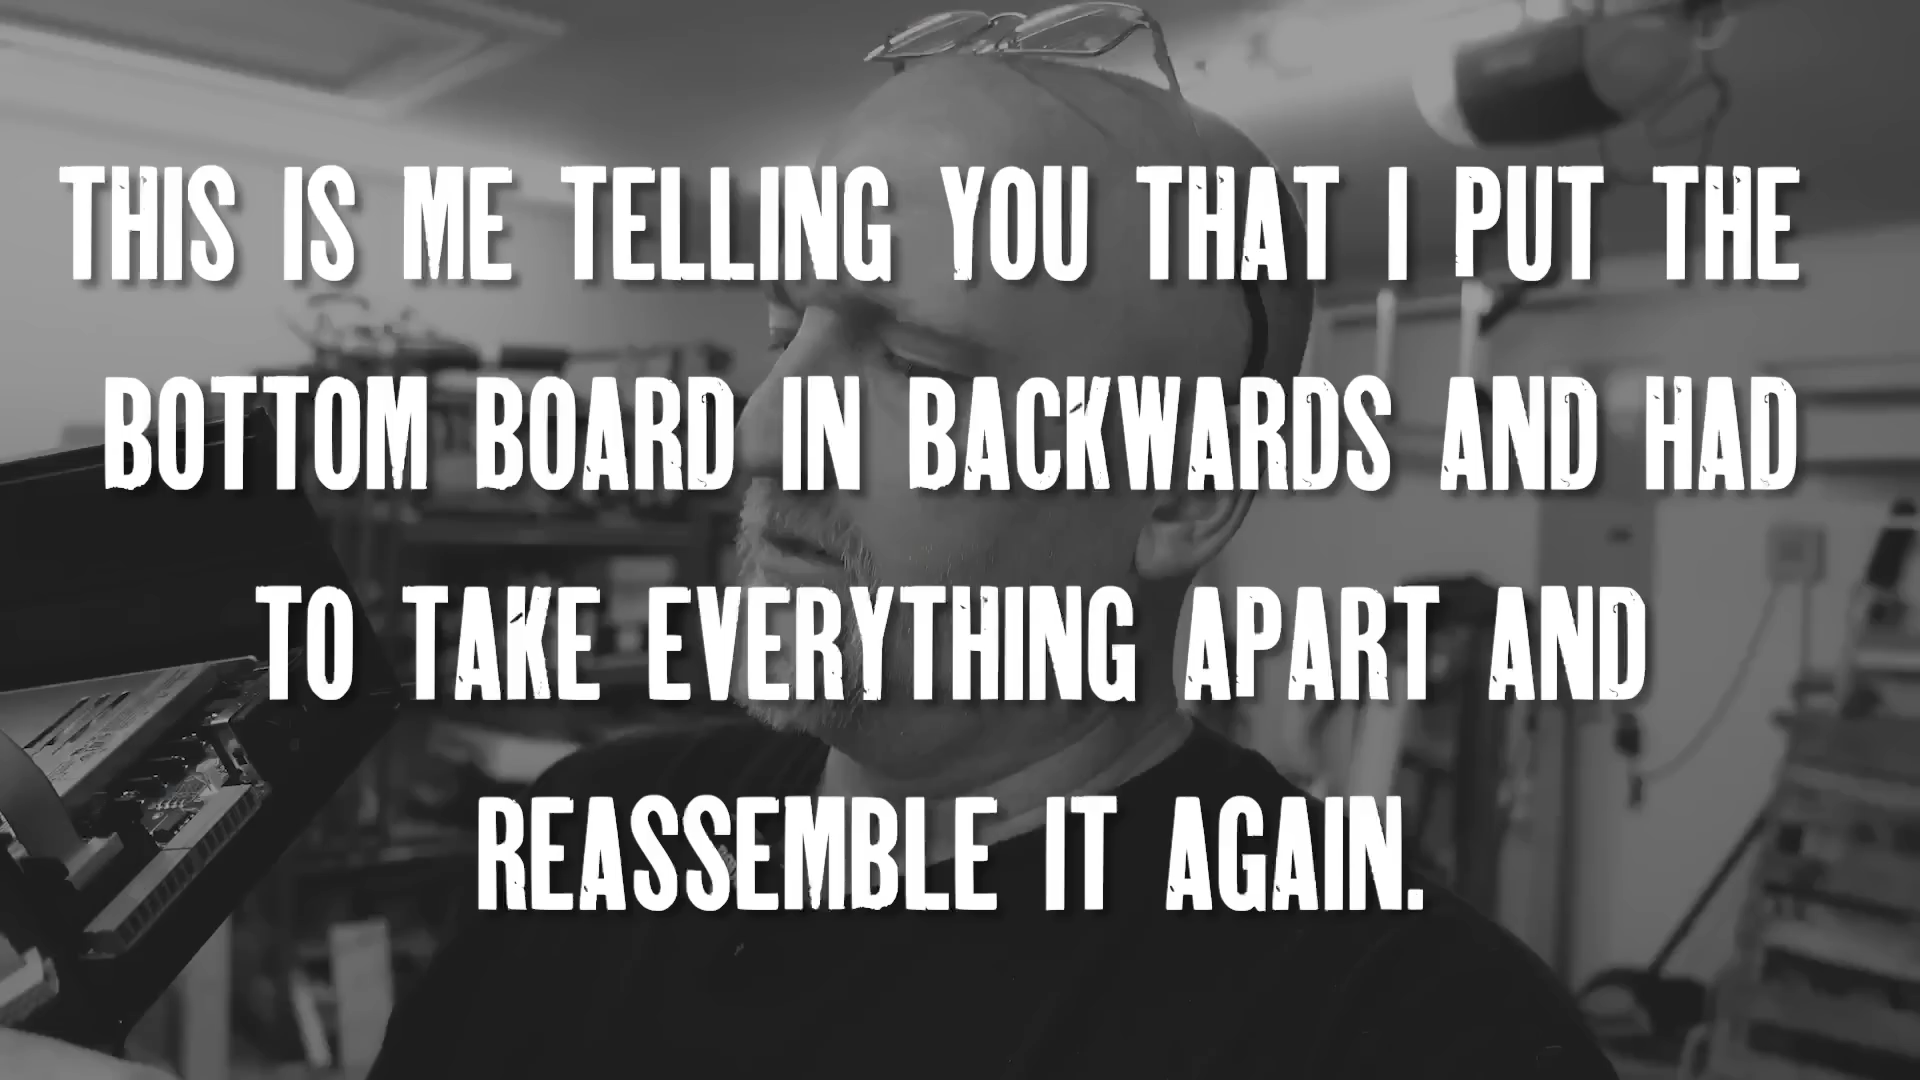 THIS IS ME TELLING YOU THAT I PUT THE
BOTTOM BOARD IN BACKWARDS AND HAD
TO TAKE EVERYTHING APART AND
REASSEMBLE IT AGAIN.